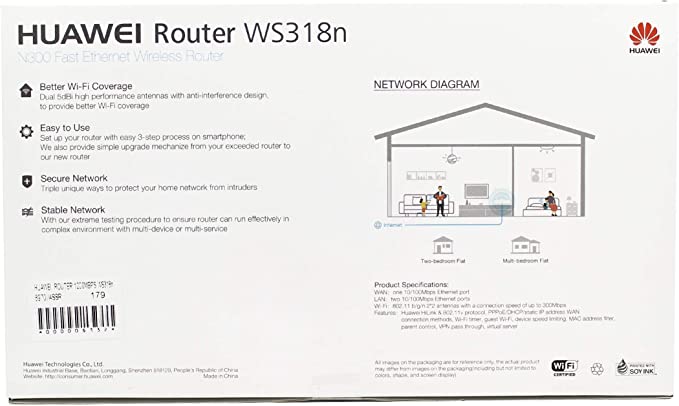 HUAWEI Router WS318n
N300 Fast Ethernet Wireless Router
HUAWEI
Better Wi-Fi Coverage
Dual 5dBi high performance antennas with anti-interference design,
to provide better Wi-Fi coverage
Easy to Use
Set up your router with easy 3-step process on smartphone;
We also provide simple upgrade mechanize from your exceeded router to
our new router
Secure Network
Triple unique ways to protect your home network from intruders
Stable Network
With our extreme testing procedure to ensure router can run effectively in
complex environment with multi-device or multi-service
NETWORK DIAGRAM
Internet
Two-bedroom Flat
Multi-bedroom Flat
HUAWEI ROUTER 1200MBPS
179
Product Specifications:
WAN: one 10/100Mbps Ethernet port
LAN: two 10/100Mbps Ethernet ports
Wi-Fi: 802.11 b/g/n 2*2 antennas with a connection speed of up to 300Mbps
Features: Huawei HiLink & 802.11v protocol, PPPoE/DHCP/static IP address WAN
connection methods, Wi-Fi timer, guest Wi-Fi, device speed limiting, MAC address filter,
parent control, VPN pass through, virtual server
Huawei Technologies Co., Ltd.
Huawei Industrial Base, Bantian, Longgang, Shenzhen 518129, People's Republic of China
Website: http://consumer.huawei.com Made in China
All images on the packaging are for reference only, the actual product
may differ from images on the packaging(including but not limited to
colors, shape, and screen display)
Wi Fi
CERTIFIED
PRINTED WITH
SOY INK